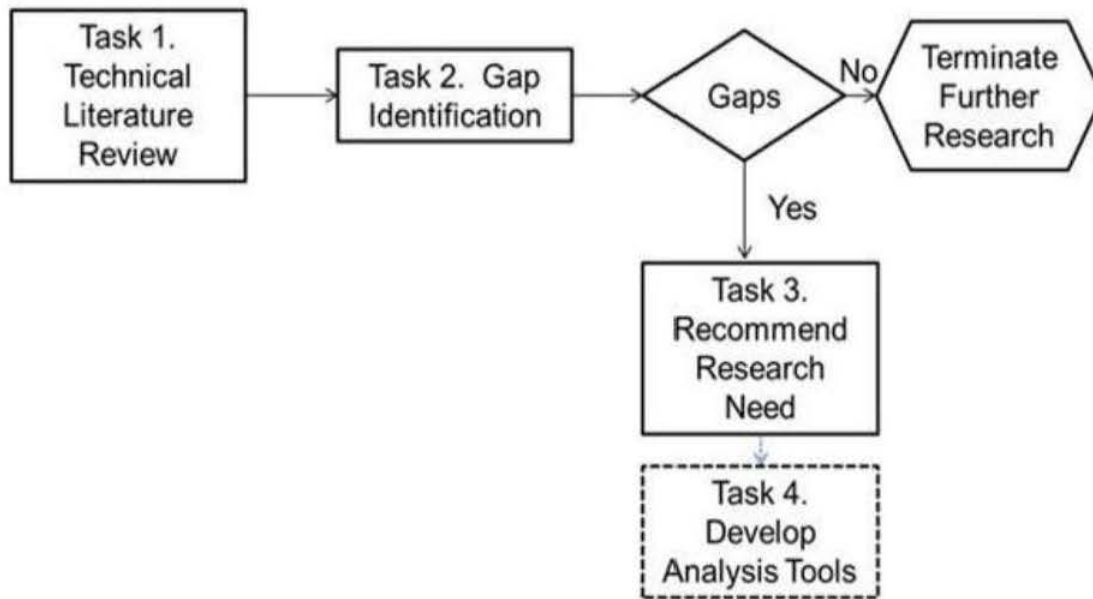 Task 1.
Technical
Literature
Review
Task 2.  Gap
Identification
Gaps
No
Terminate
Further
Research
Yes
Task 3.
Recommend
Research
Need
Task 4.
Develop
Analysis Tools